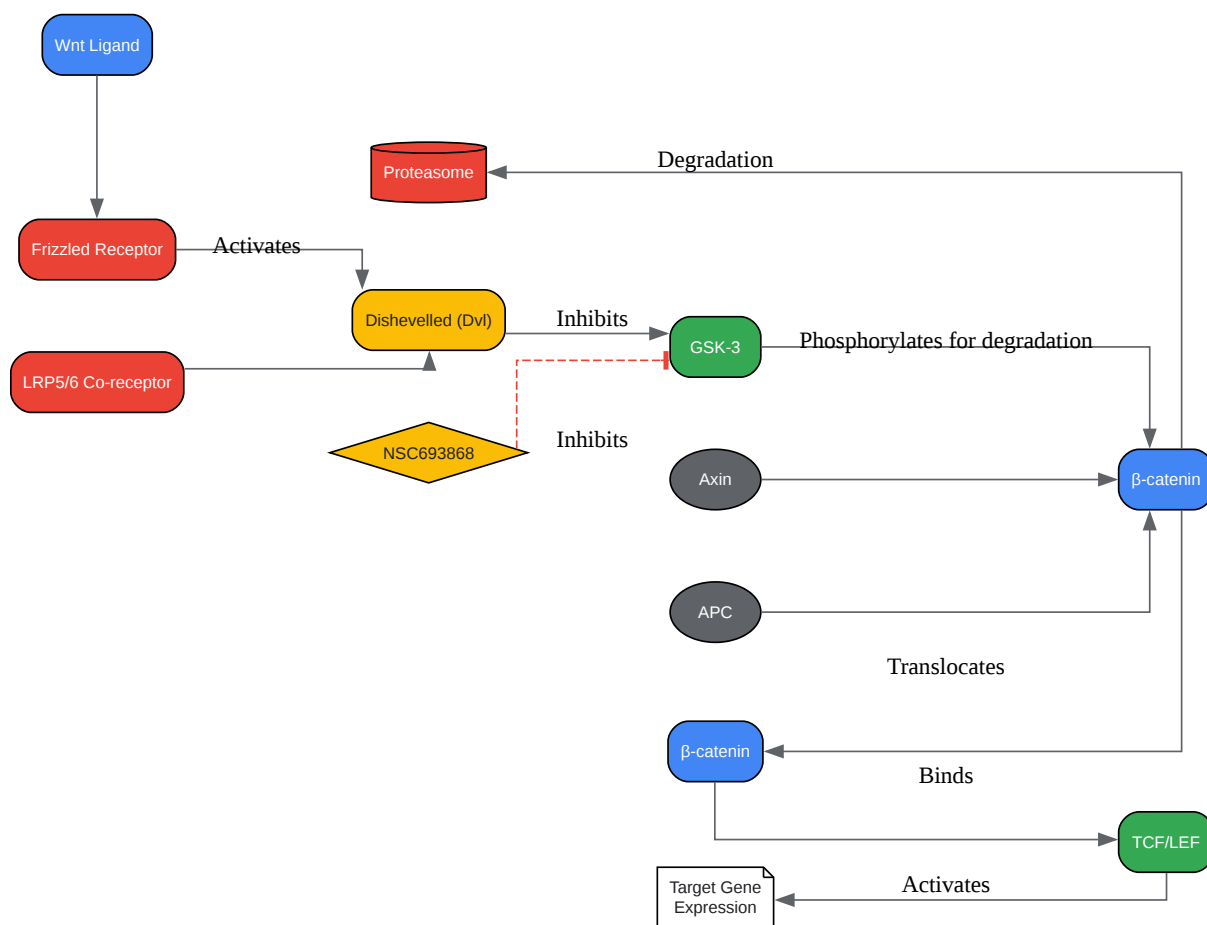 Wnt Ligand
Proteasome
Degradation
Frizzled Receptor
Activates
Dishevelled (Dvl)
Inhibits
GSK-3
Phosphorylates for degradation
LRP5/6 Co-receptor
NSC693868
Inhibits
Axin
β-catenin
APC
Translocates
β-catenin
Binds
TCF/LEF
Target Gene
Expression
Activates